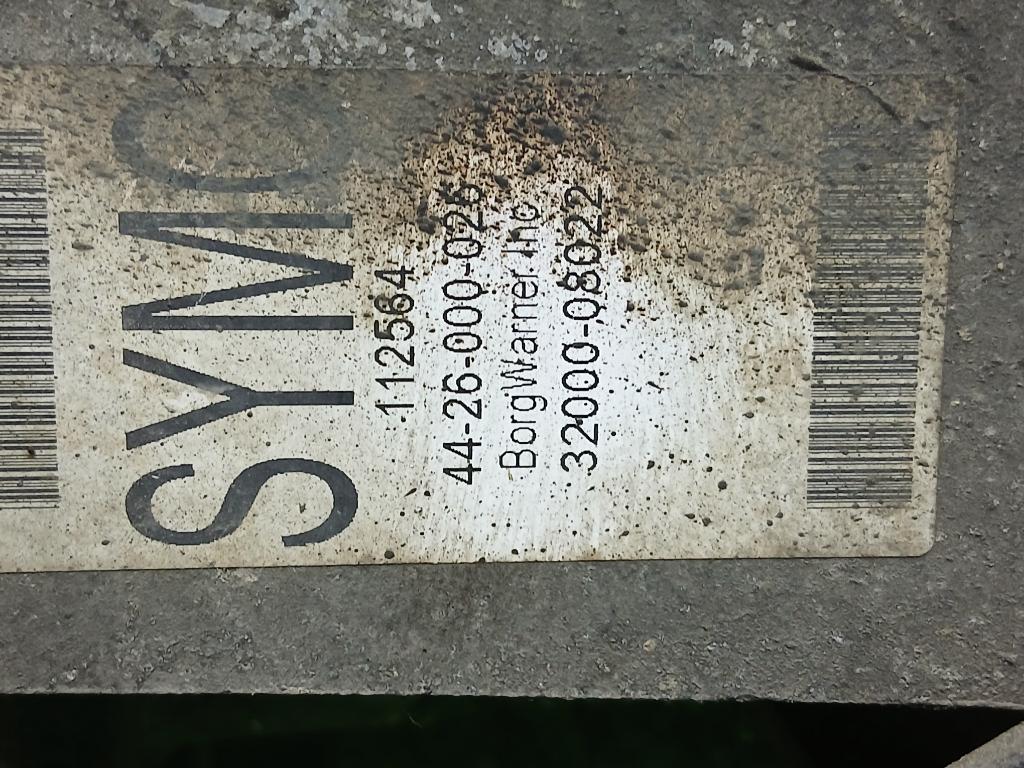 SYMC
112564
44-26-000-026
BorgWarner Inc
32000-08022